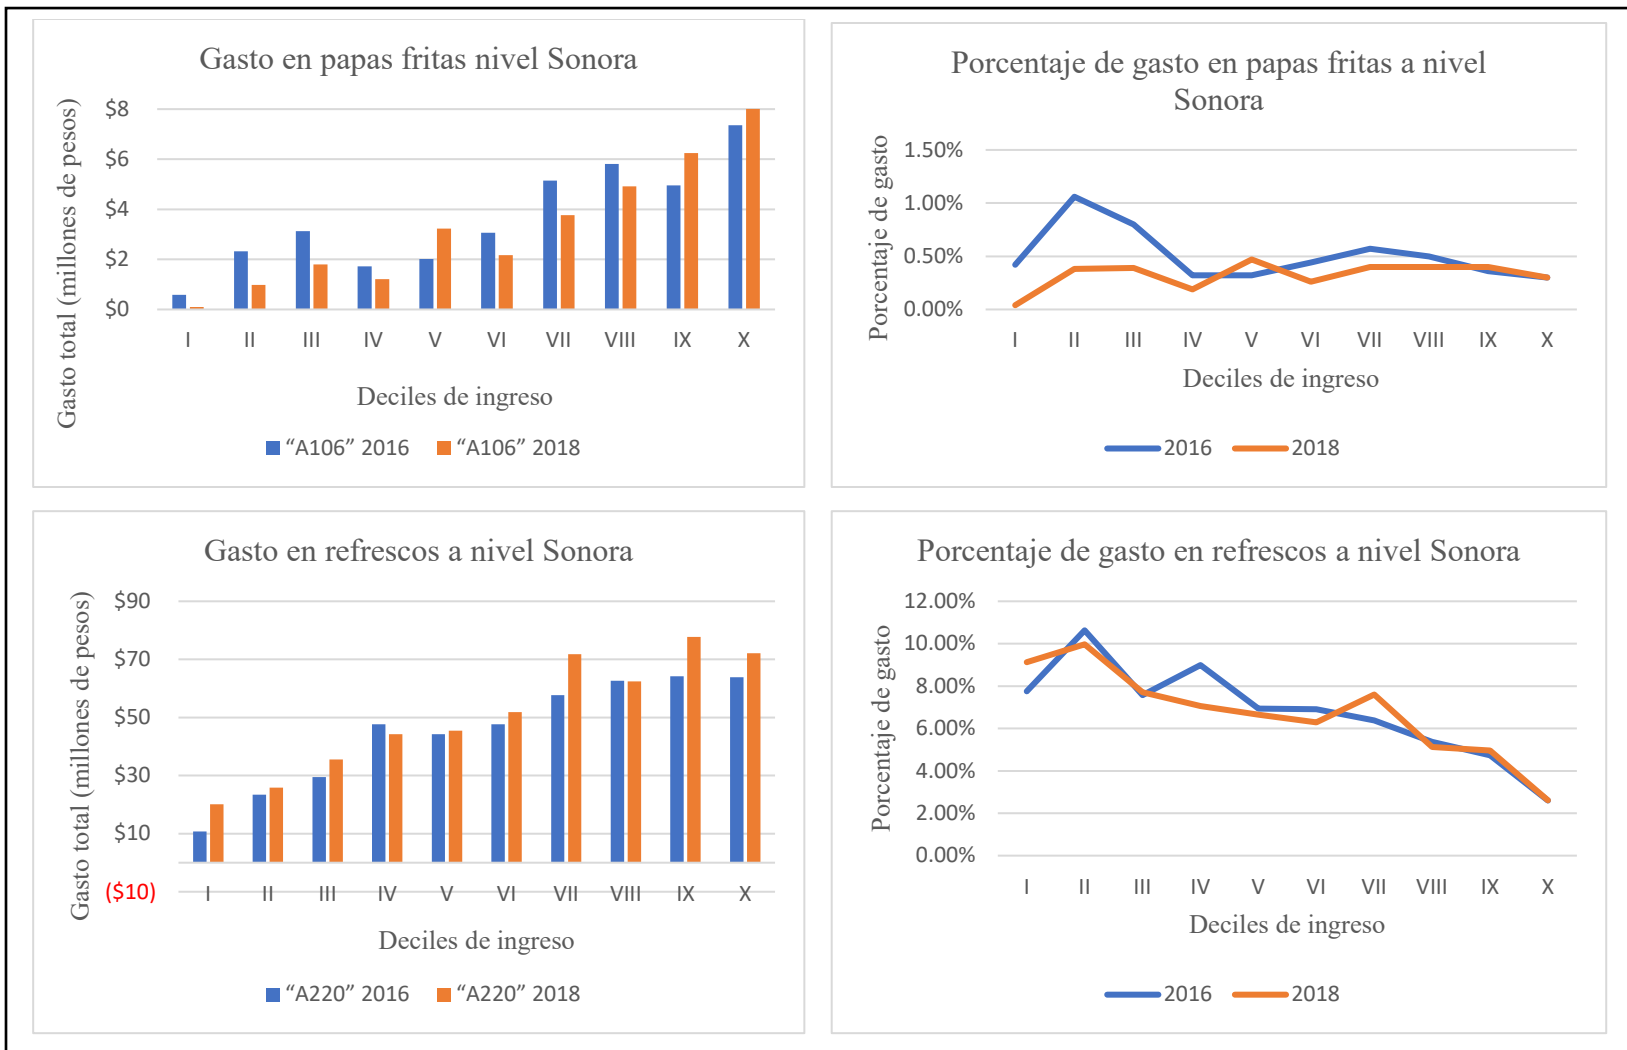 Gasto en papas fritas nivel Sonora
Gasto total (millones de pesos)
$8
$6
$4
$2
$0
I II III IV V VI VII VIII IX X
Deciles de ingreso
“A106” 2016 “A106” 2018
Porcentaje de gasto en papas fritas a nivel
Sonora
Porcentaje de gasto
1.50%
1.00%
0.50%
0.00%
I II III IV V VI VII VIII IX X
Deciles de ingreso
2016 2018
Gasto en refrescos a nivel Sonora
Gasto total (millones de pesos)
$90
$70
$50
$30
$10
($10)
I II III IV V VI VII VIII IX X
Deciles de ingreso
“A220” 2016 “A220” 2018
Porcentaje de gasto en refrescos a nivel Sonora
Porcentaje de gasto
12.00%
10.00%
8.00%
6.00%
4.00%
2.00%
0.00%
I II III IV V VI VII VIII IX X
Deciles de ingreso
2016 2018